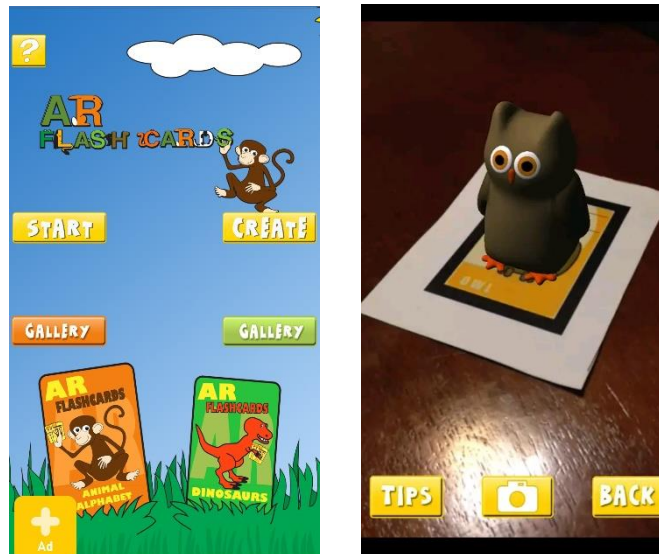 ?
AR
FLASH CARDS
START
CREATE
GALLERY
GALLERY
AR
FLASHCARDS
ANIMAL
ALPHABET
AR
FLASHCARDS
DINOSAURS
Ad
OWL
TIPS
BACK